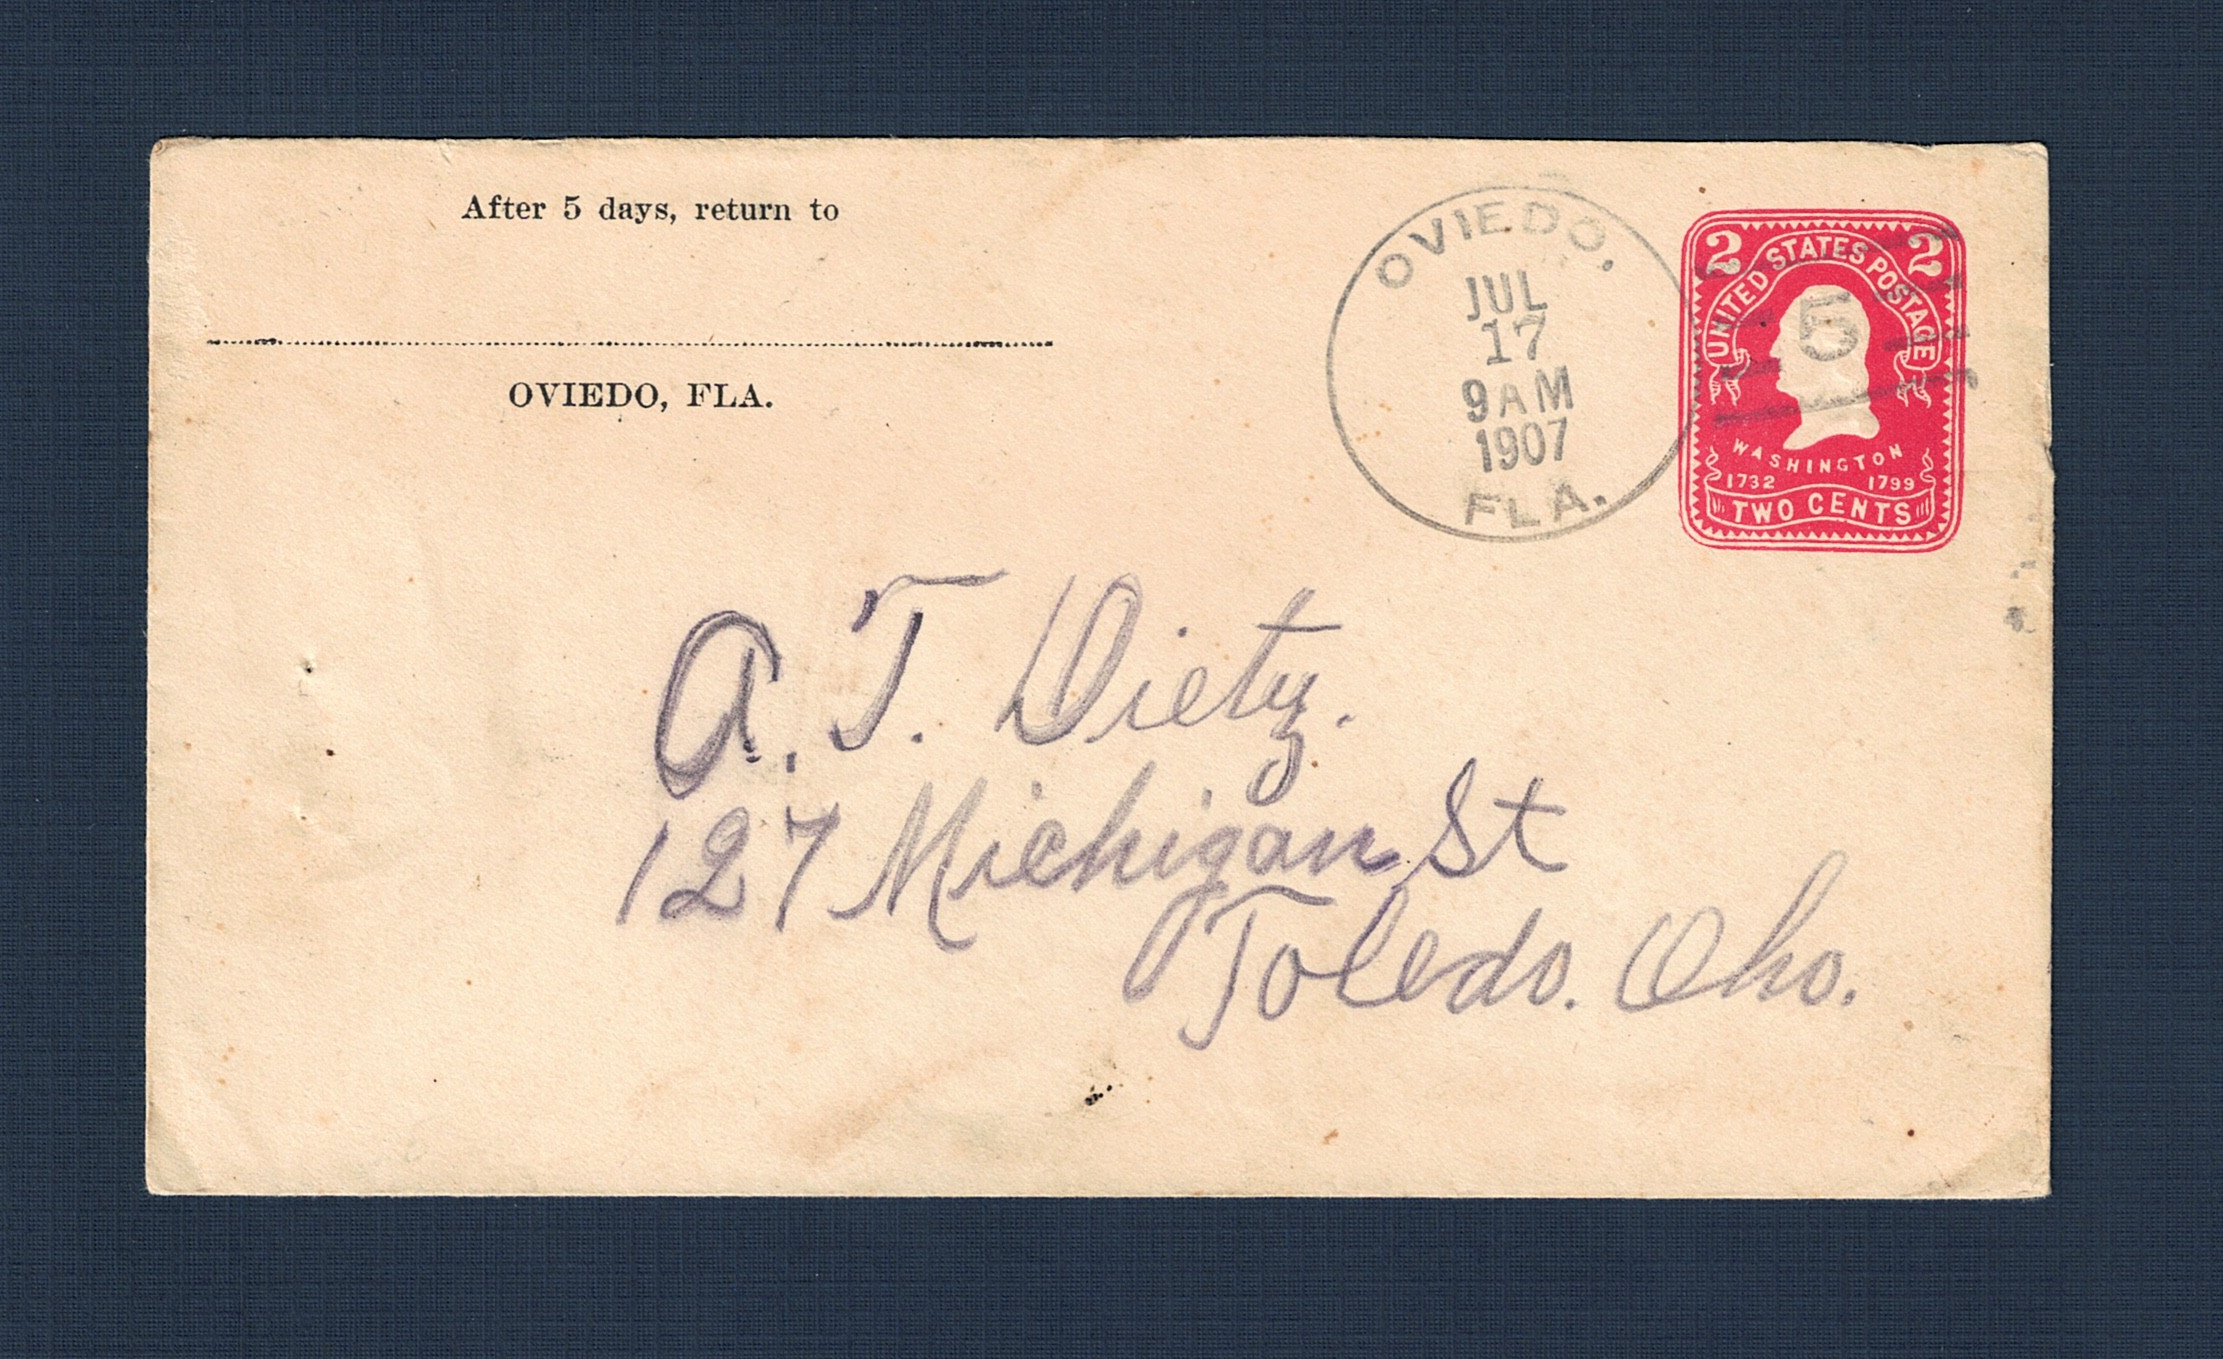 After 5 days, return to
OVIEDO, FLA.
OVIEDO.
JUL
17
9AM
1907
FLA.
2 2
UNITED STATES POSTAGE
5
WASHINGTON
1732 1799
TWO CENTS
A. T. Dietz.
127 Michigan St
Toledo. Oho.